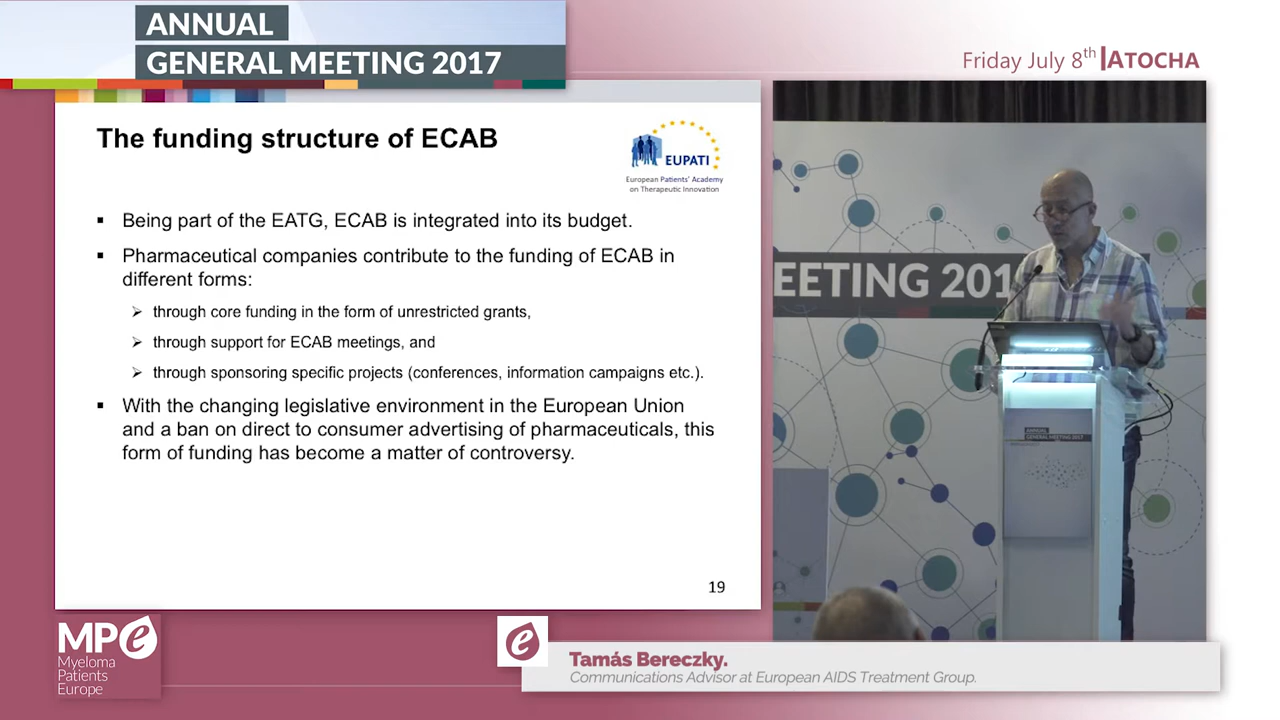 ANNUAL
GENERAL MEETING 2017
Friday July 8th | ATOCHA
The funding structure of ECAB
EUPATI
European Patients' Academy
on Therapeutic Innovation
▪ Being part of the EATG, ECAB is integrated into its budget.
▪ Pharmaceutical companies contribute to the funding of ECAB in
different forms:
➢ through core funding in the form of unrestricted grants,
➢ through support for ECAB meetings, and
➢ through sponsoring specific projects (conferences, information campaigns etc.).
▪ With the changing legislative environment in the European Union
and a ban on direct to consumer advertising of pharmaceuticals, this
form of funding has become a matter of controversy.
19
MEETING 201
ANNUAL
GENERAL MEETING 2017
MPe
Myeloma
Patients
Europe
e
Tamás Bereczky.
Communications Advisor at European AIDS Treatment Group.